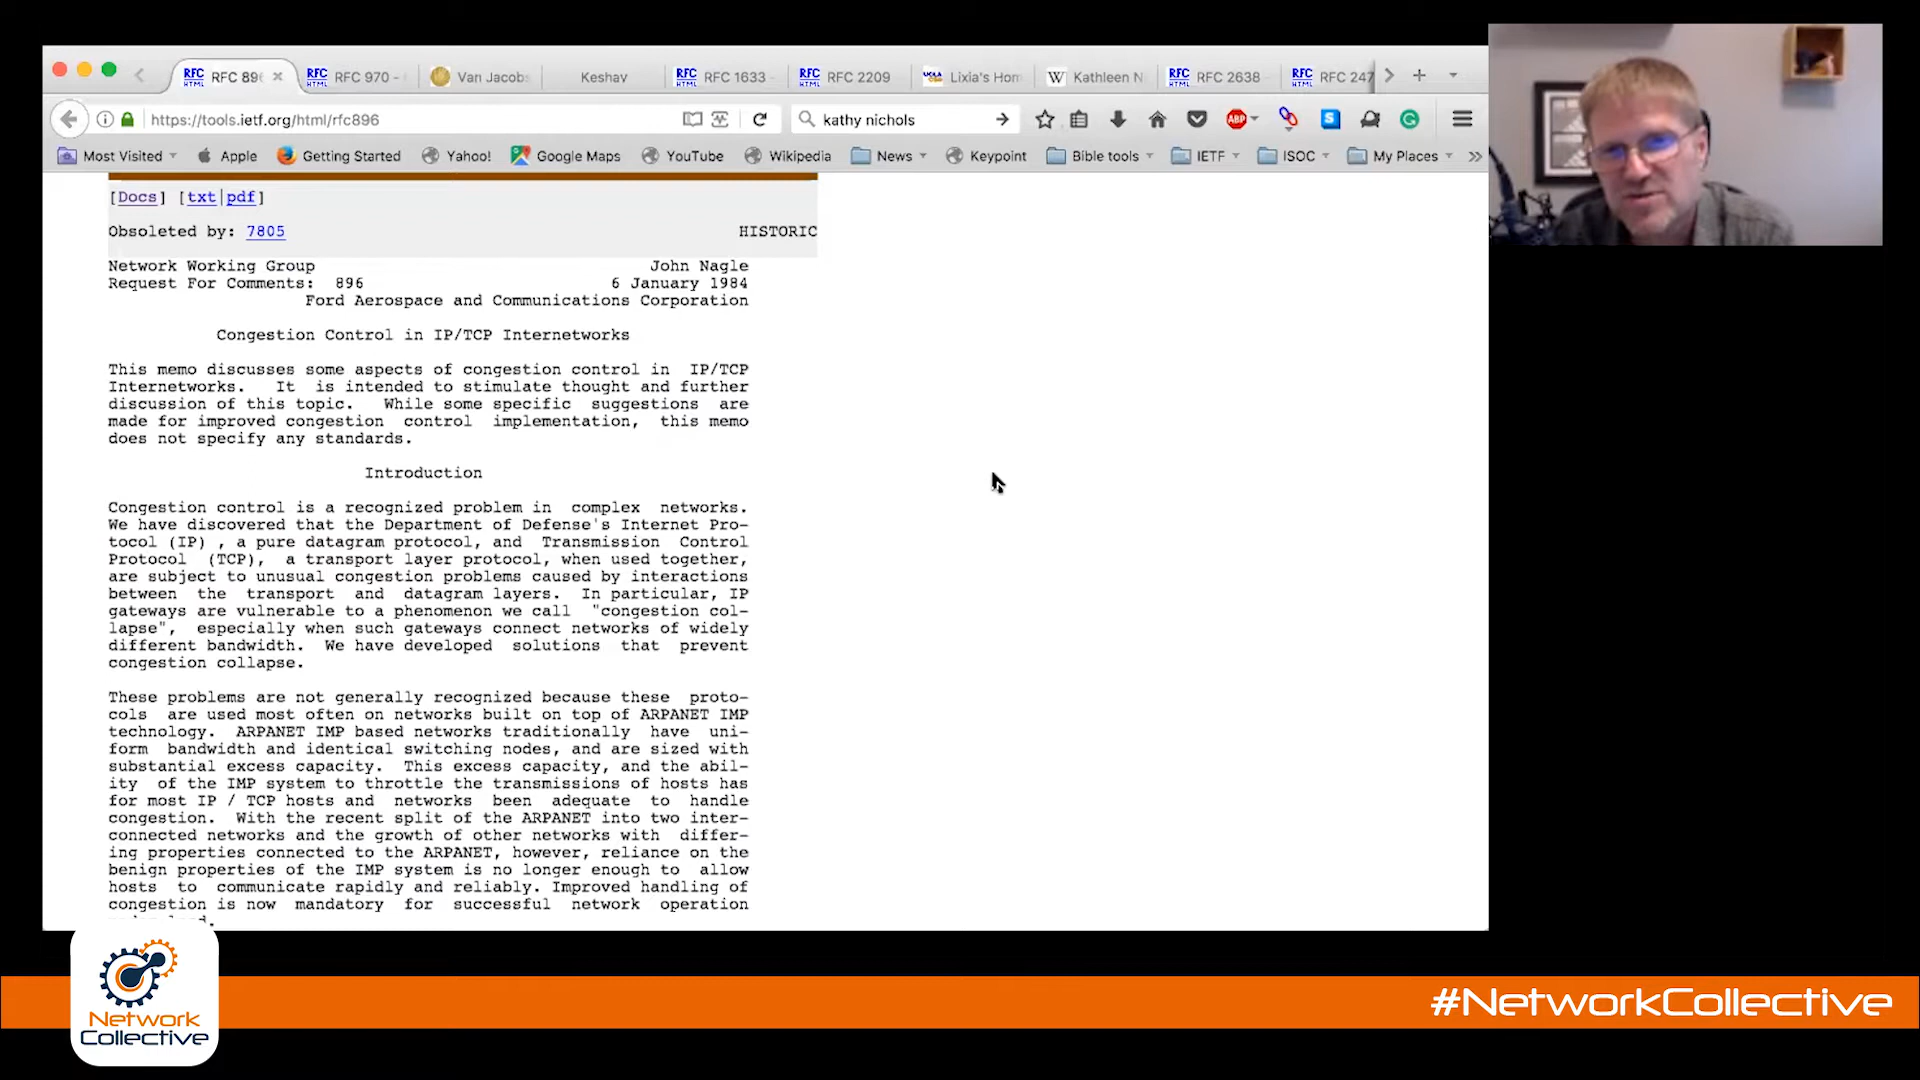 RFC HTML RFC 896
RFC HTML RFC 970 -
Van Jacobs
Keshav
RFC HTML RFC 1633 -
RFC HTML RFC 2209
UCLA Lixia's Hom
W Kathleen N
RFC HTML RFC 2638
RFC HTML RFC 247
https://tools.ietf.org/html/rfc896
kathy nichols
ABP
S
G
Most Visited
Apple
Getting Started
Yahoo!
Google Maps
YouTube
Wikipedia
News
Keypoint
Bible tools
IETF
ISOC
My Places
[Docs] [txt|pdf]
Obsoleted by: 7805 HISTORIC
Network Working Group John Nagle
Request For Comments: 896 6 January 1984
Ford Aerospace and Communications Corporation
Congestion Control in IP/TCP Internetworks
This memo discusses some aspects of congestion control in IP/TCP
Internetworks. It is intended to stimulate thought and further
discussion of this topic. While some specific suggestions are
made for improved congestion control implementation, this memo
does not specify any standards.
Introduction
Congestion control is a recognized problem in complex networks.
We have discovered that the Department of Defense's Internet Pro-
tocol (IP) , a pure datagram protocol, and Transmission Control
Protocol (TCP), a transport layer protocol, when used together,
are subject to unusual congestion problems caused by interactions
between the transport and datagram layers. In particular, IP
gateways are vulnerable to a phenomenon we call "congestion col-
lapse", especially when such gateways connect networks of widely
different bandwidth. We have developed solutions that prevent
congestion collapse.
These problems are not generally recognized because these proto-
cols are used most often on networks built on top of ARPANET IMP
technology. ARPANET IMP based networks traditionally have uni-
form bandwidth and identical switching nodes, and are sized with
substantial excess capacity. This excess capacity, and the abil-
ity of the IMP system to throttle the transmissions of hosts has
for most IP / TCP hosts and networks been adequate to handle
congestion. With the recent split of the ARPANET into two inter-
connected networks and the growth of other networks with differ-
ing properties connected to the ARPANET, however, reliance on the
benign properties of the IMP system is no longer enough to allow
hosts to communicate rapidly and reliably. Improved handling of
congestion is now mandatory for successful network operation
Network
Collective
#NetworkCollective